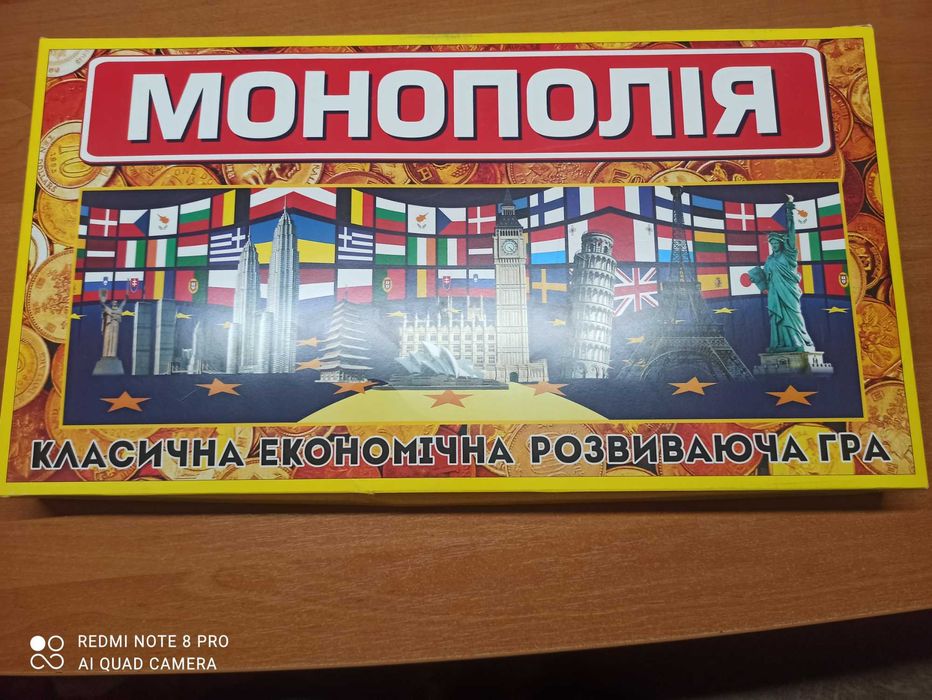 МОНОПОЛІЯ
КЛАСИЧНА ЕКОНОМІЧНА РОЗВИВАЮЧА ГРА
REDMI NOTE 8 PRO
AI QUAD CAMERA